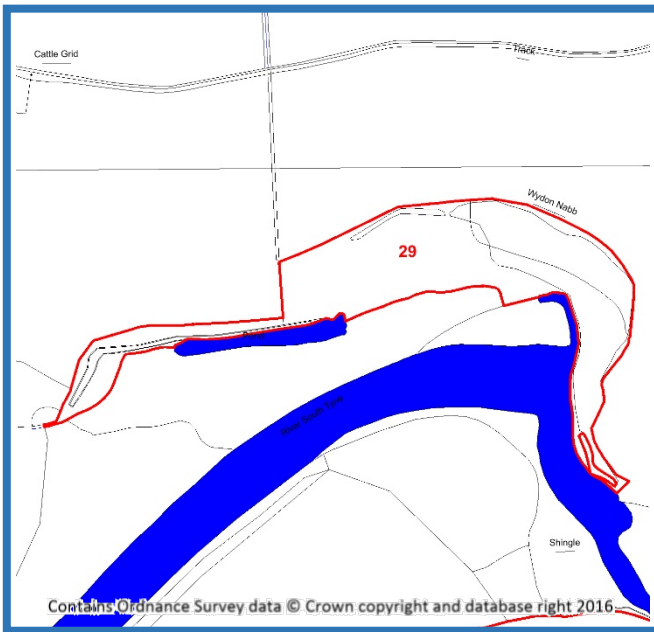 Cattle Grid
Track
Wydon Nabb
29
River South Tyne
Shingle
Contains Ordnance Survey data © Crown copyright and database right 2016